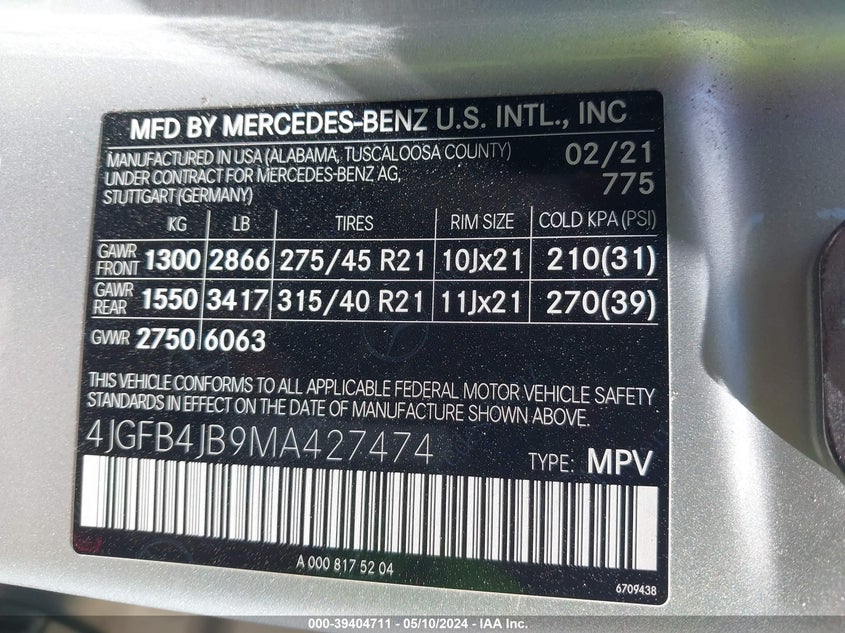 MFD BY MERCEDES-BENZ U.S. INTL., INC
MANUFACTURED IN USA (ALABAMA, TUSCALOOSA COUNTY) 02/21
UNDER CONTRACT FOR MERCEDES-BENZ AG, 775
STUTTGART (GERMANY)
KG LB TIRES RIM SIZE COLD KPA (PSI)
GAWR FRONT 1300 2866 275/45 R21 10Jx21 210(31)
GAWR REAR 1550 3417 315/40 R21 11Jx21 270(39)
GVWR 2750 6063
THIS VEHICLE CONFORMS TO ALL APPLICABLE FEDERAL MOTOR VEHICLE SAFETY
STANDARDS IN EFFECT ON THE DATE OF MANUFACTURE SHOWN ABOVE.
4JGFB4JB9MA427474 TYPE: MPV
A 000 817 52 04
6709438
000-39404711 - 05/10/2024 - IAA Inc.